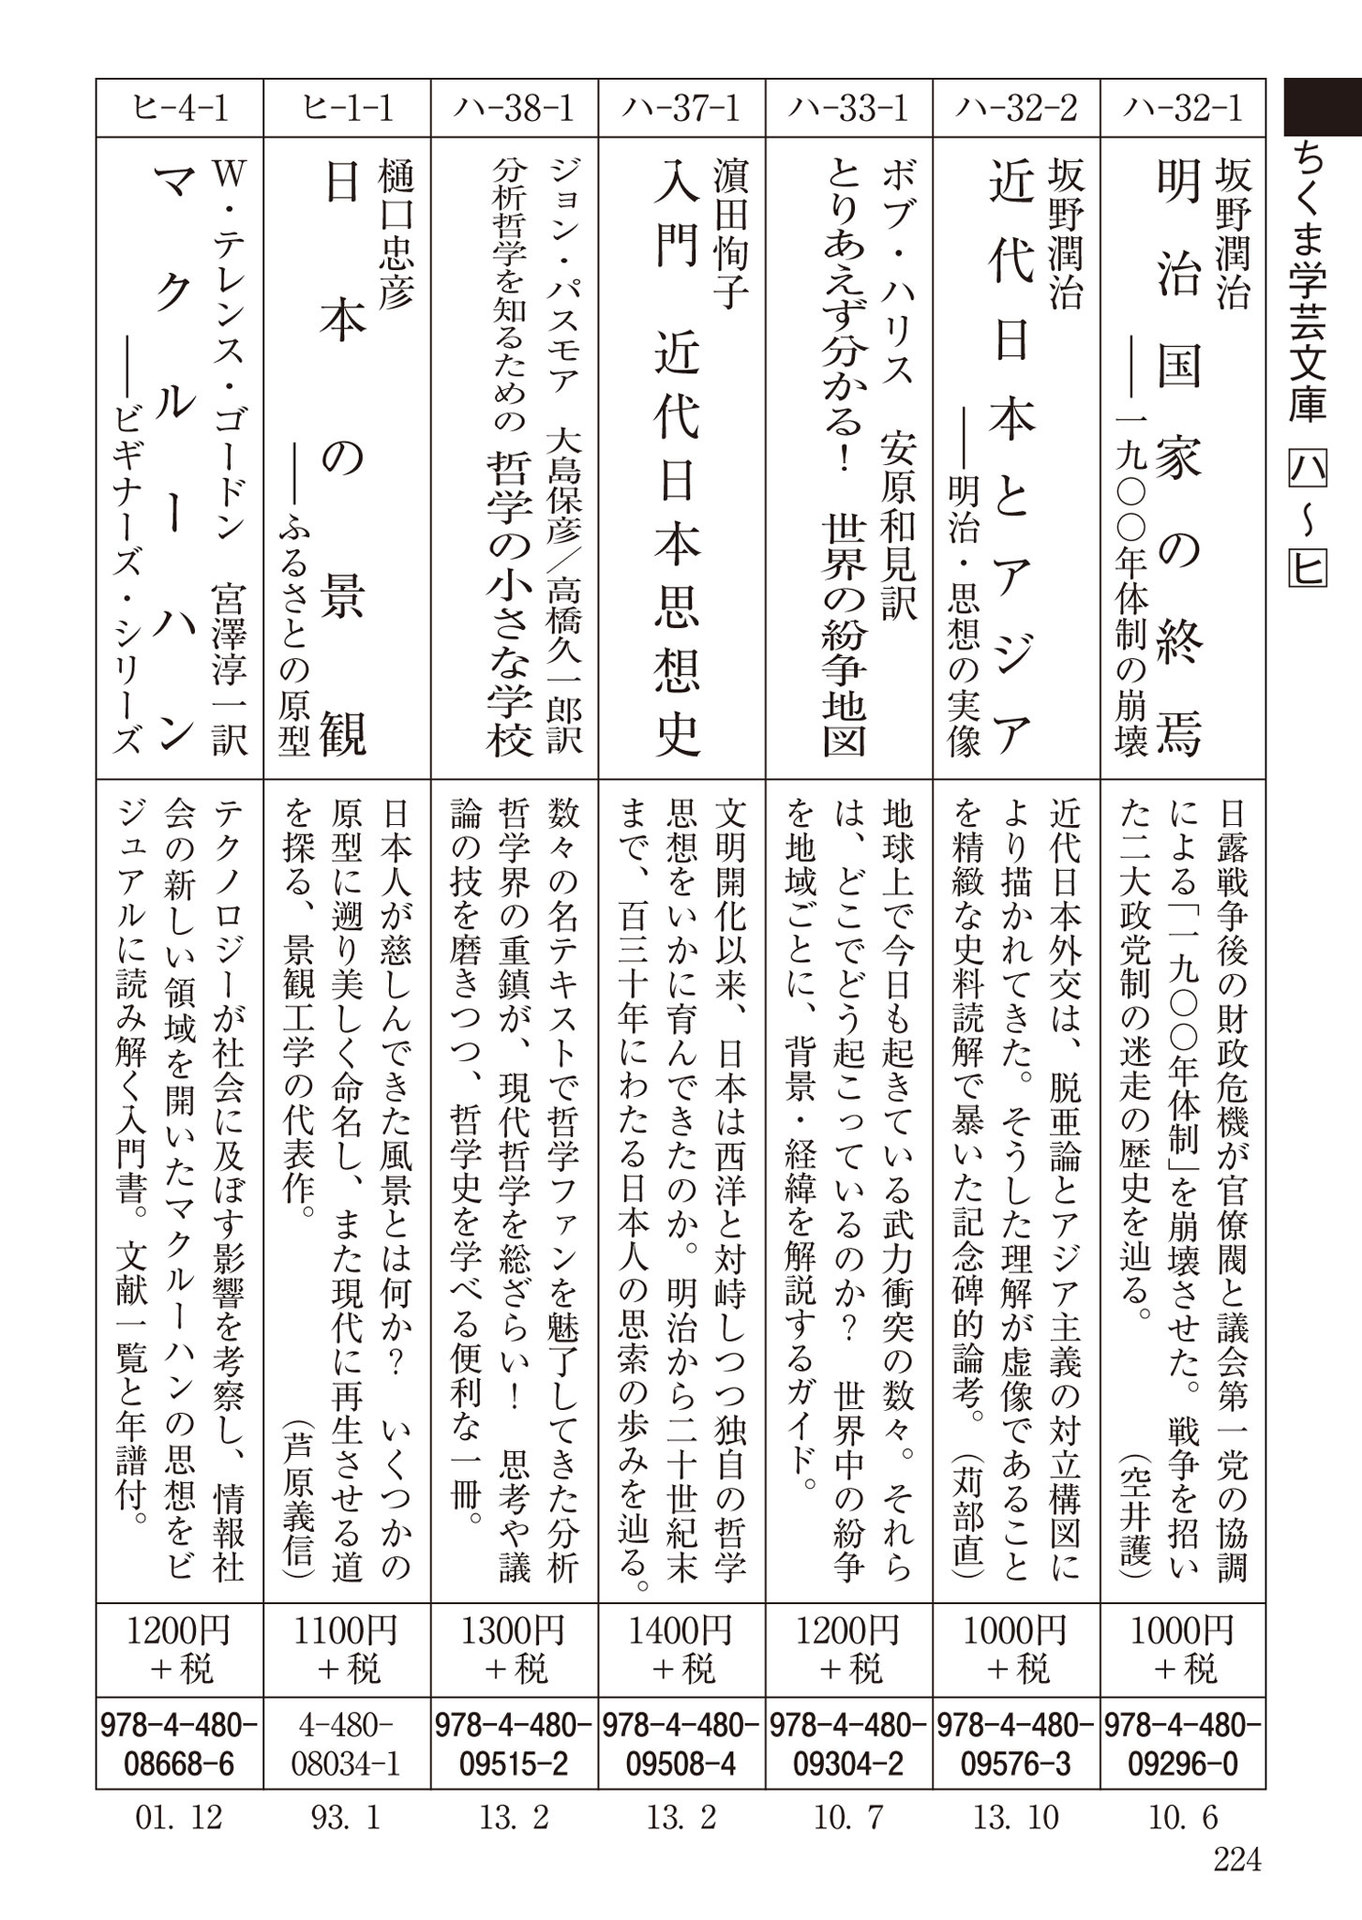 ちくま学芸文庫 ハ～ヒ
ハ-32-1
坂野潤治
明治国家の終焉
――一九〇〇年体制の崩壊
日露戦争後の財政危機が官僚閥と議会第一党の協調
による「一九〇〇年体制」を崩壊させた。戦争を招い
た二大政党制の迷走の歴史を辿る。（空井護）
1000円
＋税
978-4-480-
09296-0
10. 6
ハ-32-2
坂野潤治
近代日本とアジア
――明治・思想の実像
近代日本外交は、脱亜論とアジア主義の対立構図に
より描かれてきた。そうした理解が虚像であること
を精緻な史料読解で暴いた記念碑的論考。（苅部直）
1000円
＋税
978-4-480-
09576-3
13. 10
ハ-33-1
ボブ・ハリス　安原和見訳
とりあえず分かる！　世界の紛争地図
地球上で今日も起きている武力衝突の数々。それら
は、どこでどう起こっているのか？　世界中の紛争
を地域ごとに、背景・経緯を解説するガイド。
1200円
＋税
978-4-480-
09304-2
10. 7
ハ-37-1
濵田恂子
入門　近代日本思想史
文明開化以来、日本は西洋と対峙しつつ独自の哲学
思想をいかに育んできたのか。明治から二十世紀末
まで、百三十年にわたる日本人の思索の歩みを辿る。
1400円
＋税
978-4-480-
09508-4
13. 2
ハ-38-1
ジョン・パスモア　大島保彦／高橋久一郎訳
分析哲学を知るための 哲学の小さな学校
数々の名テキストで哲学ファンを魅了してきた分析
哲学界の重鎮が、現代哲学を総ざらい！　思考や議
論の技を磨きつつ、哲学史を学べる便利な一冊。
1300円
＋税
978-4-480-
09515-2
13. 2
ヒ-1-1
樋口忠彦
日本の景観
――ふるさとの原型
日本人が慈しんできた風景とは何か？　いくつかの
原型に遡り美しく命名し、また現代に再生させる道
を探る、景観工学の代表作。（芦原義信）
1100円
＋税
4-480-
08034-1
93. 1
ヒ-4-1
W・テレンス・ゴードン　宮澤淳一訳
マクルーハン
――ビギナーズ・シリーズ
テクノロジーが社会に及ぼす影響を考察し、情報社
会の新しい領域を開いたマクルーハンの思想をビ
ジュアルに読み解く入門書。文献一覧と年譜付。
1200円
＋税
978-4-480-
08668-6
01. 12
224